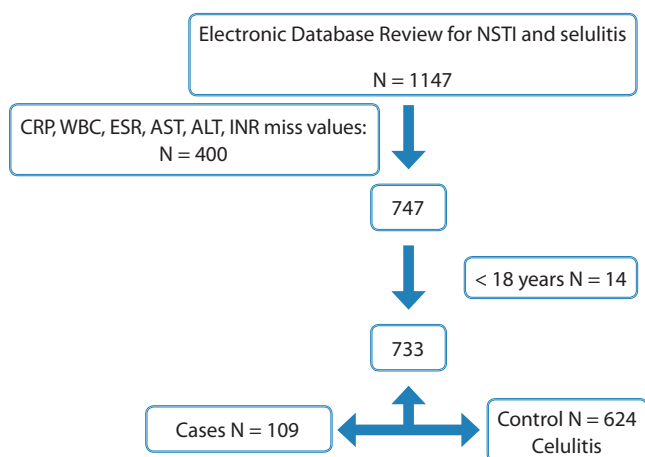 Electronic Database Review for NSTI and selulitis
N = 1147
CRP, WBC, ESR, AST, ALT, INR miss values:
N = 400
747
< 18 years N = 14
733
Cases N = 109
Control N = 624
Celulitis